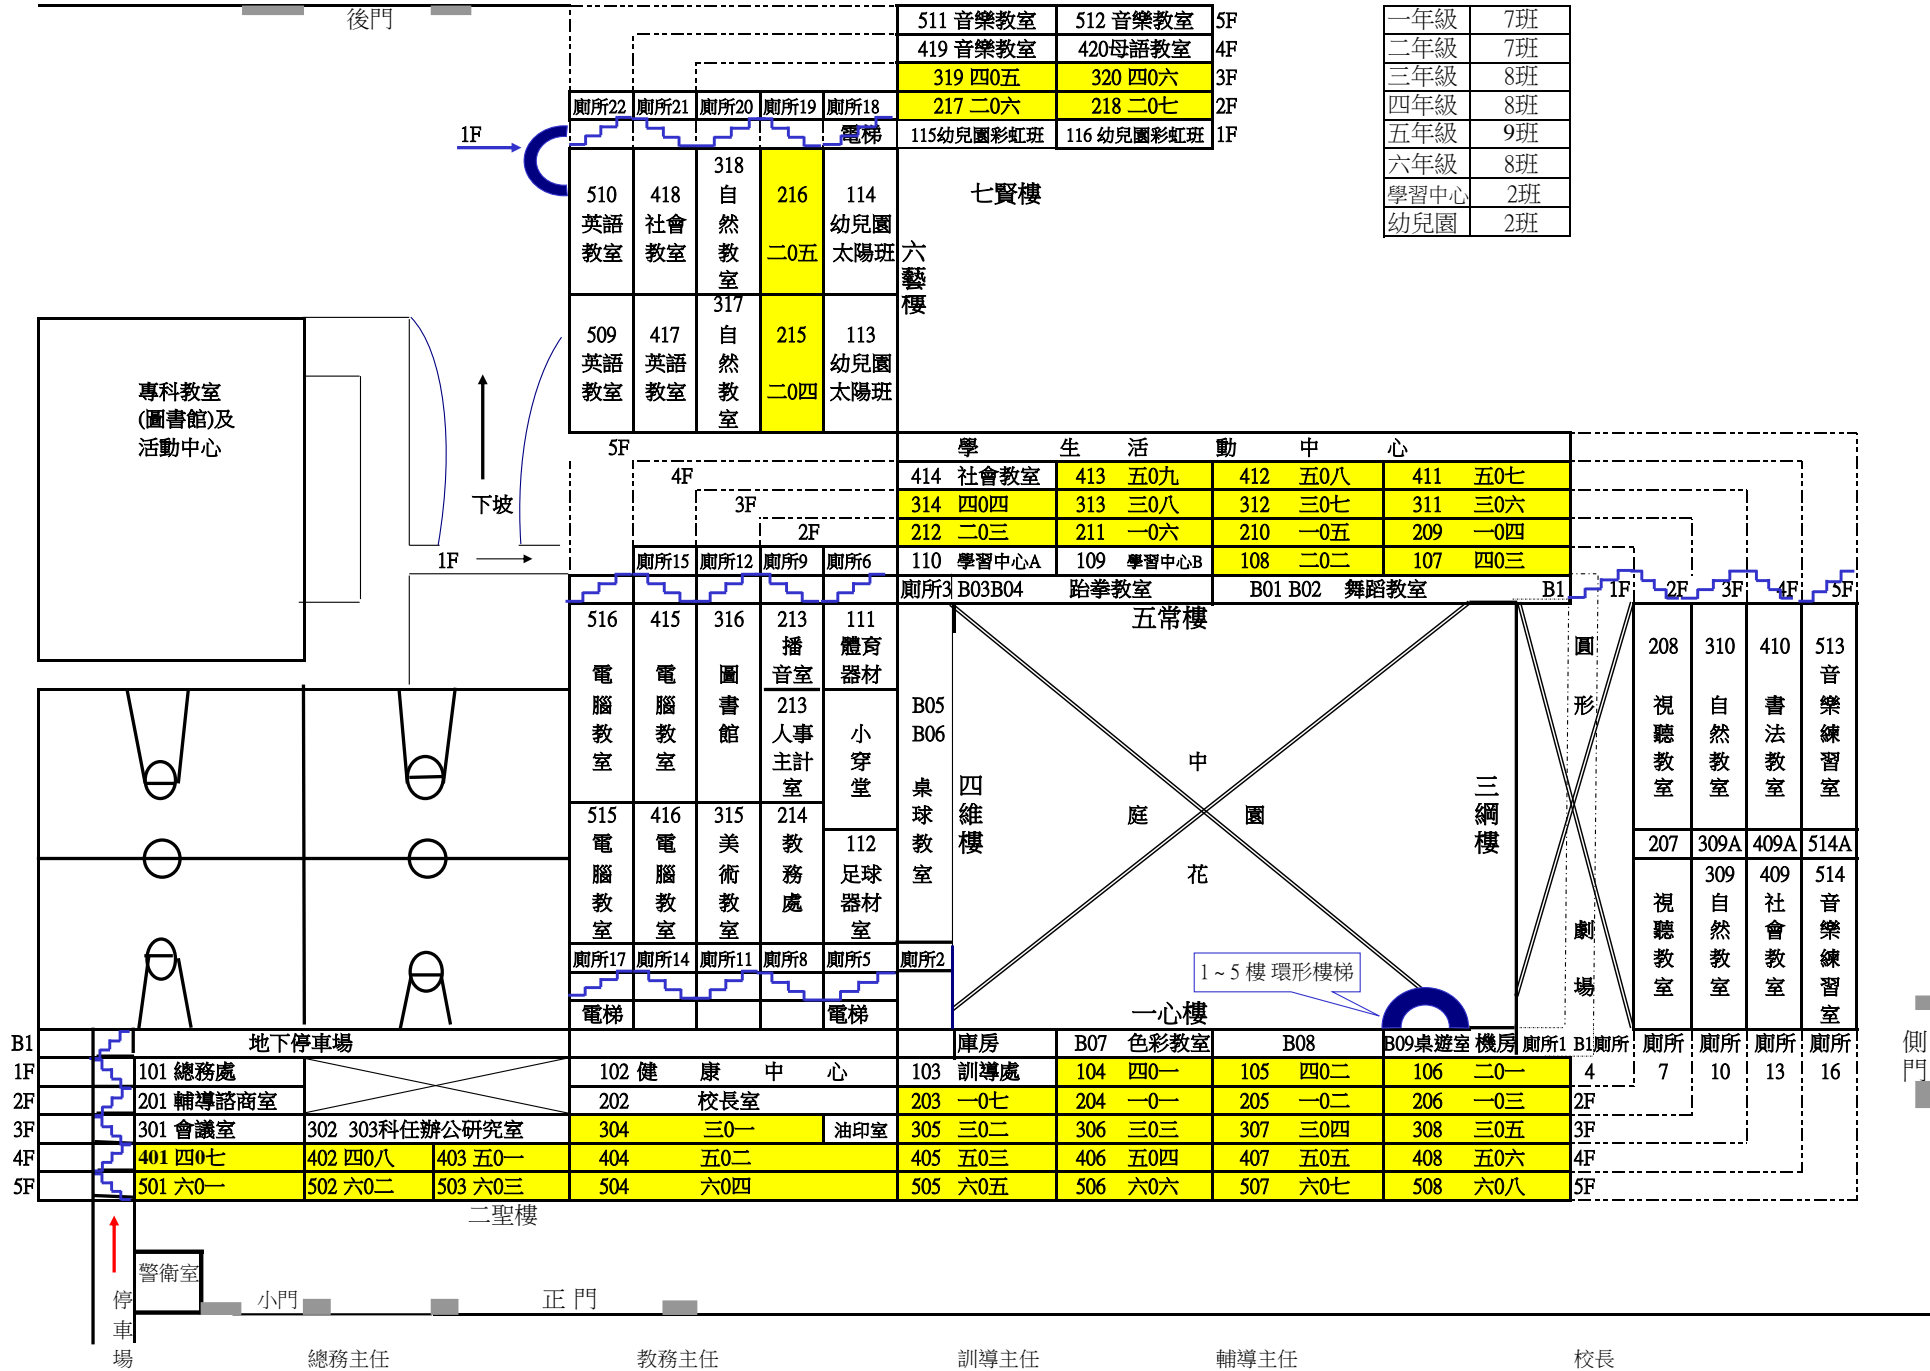 後門
511 音樂教室 512 音樂教室 5F
419 音樂教室 420母語教室 4F
319 四0五 320 四0六 3F
217 二0六 218 二0七 2F
115幼兒園彩虹班 116 幼兒園彩虹班 1F
一年級 7班
二年級 7班
三年級 8班
四年級 8班
五年級 9班
六年級 8班
學習中心 2班
幼兒園 2班
廁所22 廁所21 廁所20 廁所19 廁所18
1F
電梯
510 英語教室
418 社會教室
318 自然教室
216 二0五
114 幼兒園太陽班
七賢樓
六藝樓
509 英語教室
417 英語教室
317 自然教室
215 二0四
113 幼兒園太陽班
專科教室
(圖書館)及
活動中心
下坡
1F
5F
4F
3F
2F
學生活動中心
414 社會教室 413 五0九 412 五0八 411 五0七
314 四0四 313 三0八 312 三0七 311 三0六
212 二0三 211 一0六 210 一0五 209 一0四
110 學習中心A 109 學習中心B 108 二0二 107 四0三
廁所15 廁所12 廁所9 廁所6
廁所3 B03B04 跆拳教室 B01 B02 舞蹈教室 B1 1F 2F 3F 4F 5F
五常樓
516 電腦教室
415 電腦教室
316 圖書館
213 播音室
111 體育器材
213 人事主計室
小穿堂
B05 B06 桌球教室
四維樓
中庭園花
三綱樓
圓形劇場
208 視聽教室
310 自然教室
410 書法教室
513 音樂練習室
515 電腦教室
416 電腦教室
315 美術教室
214 教務處
112 足球器材室
207 309A 409A 514A
視聽教室
309 自然教室
409 社會教室
514 音樂練習室
廁所17 廁所14 廁所11 廁所8 廁所5 廁所2
1~5 樓 環形樓梯
電梯 電梯
一心樓
B1 地下停車場 庫房 B07 色彩教室 B08 B09桌遊室 機房 廁所1 B1廁所 廁所 廁所 廁所 廁所
1F 101 總務處 102 健康中心 103 訓導處 104 四0一 105 四0二 106 二0一 4 7 10 13 16
2F 201 輔導諮商室 202 校長室 203 一0七 204 一0一 205 一0二 206 一0三 2F
3F 301 會議室 302 303科任辦公研究室 304 三0一 油印室 305 三0二 306 三0三 307 三0四 308 三0五 3F
4F 401 四0七 402 四0八 403 五0一 404 五0二 405 五0三 406 五0四 407 五0五 408 五0六 4F
5F 501 六0一 502 六0二 503 六0三 504 六0四 505 六0五 506 六0六 507 六0七 508 六0八 5F
側門
二聖樓
警衛室
小門
正 門
停車場
總務主任 教務主任 訓導主任 輔導主任 校長